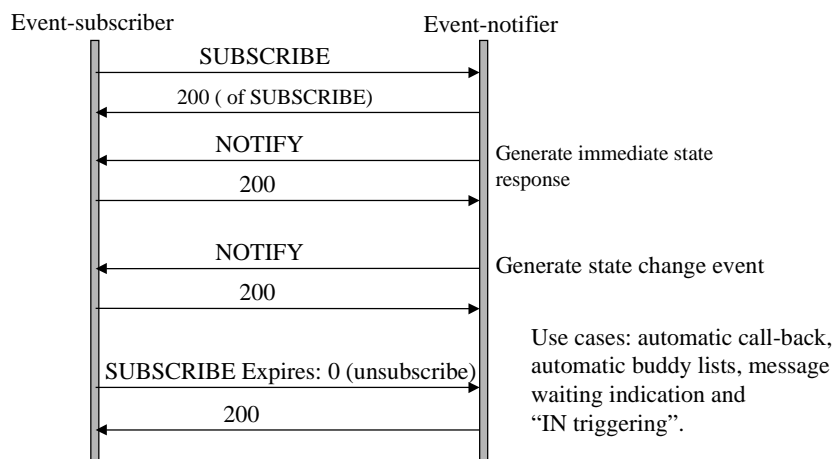 Event-subscriber
Event-notifier
SUBSCRIBE
200 ( of SUBSCRIBE)
NOTIFY
Generate immediate state
response
200
NOTIFY
Generate state change event
200
Use cases: automatic call-back,
automatic buddy lists, message
waiting indication and
“IN triggering”.
SUBSCRIBE Expires: 0 (unsubscribe)
200